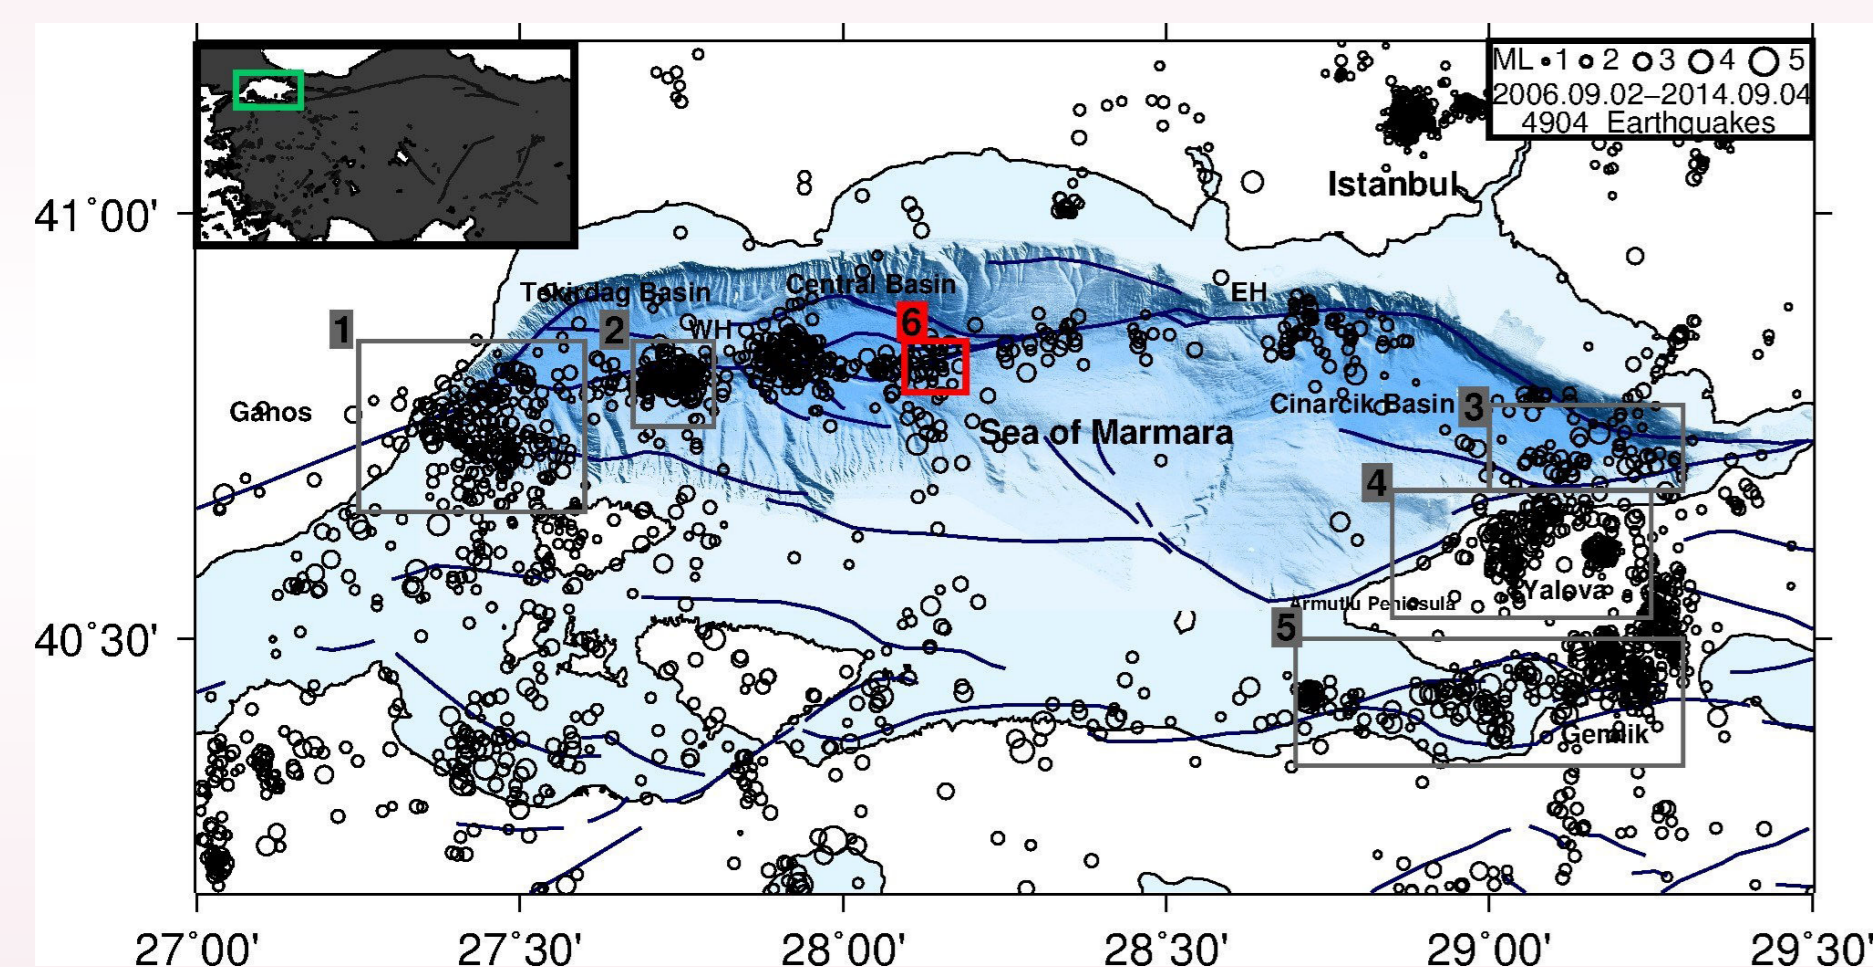 ML 1 2 3 4 5
2006.09.02–2014.09.04
4904 Earthquakes
Istanbul
41˚00'
Tekirdag Basin
Central Basin
EH
1
2
WH
6
Ganos
Cinarcik Basin
3
Sea of Marmara
4
Yalova
Armutlu Peninsula
5
40˚30'
Gemlik
27˚00'
27˚30'
28˚00'
28˚30'
29˚00'
29˚30'